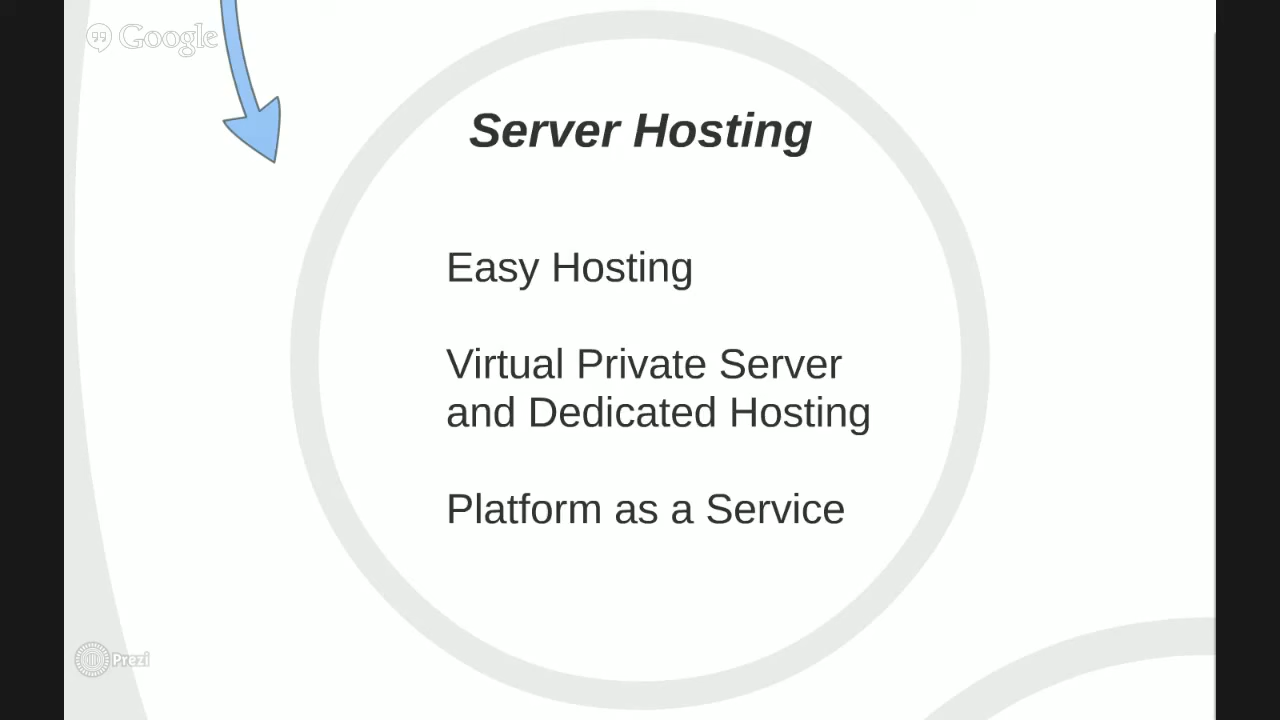 Google
Server Hosting
Easy Hosting
Virtual Private Server
and Dedicated Hosting
Platform as a Service
Prezi